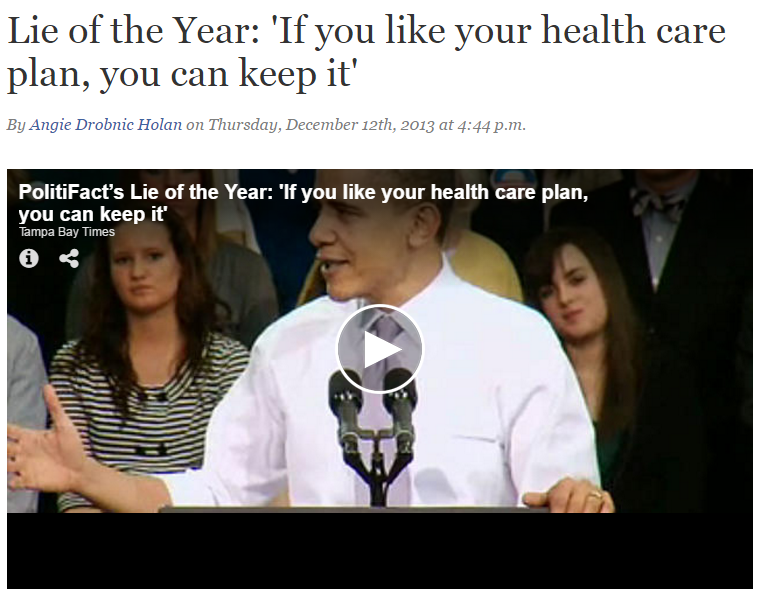 Lie of the Year: 'If you like your health care
plan, you can keep it'
By Angie Drobnic Holan on Thursday, December 12th, 2013 at 4:44 p.m.
PolitiFact’s Lie of the Year: 'If you like your health care plan,
you can keep it'
Tampa Bay Times